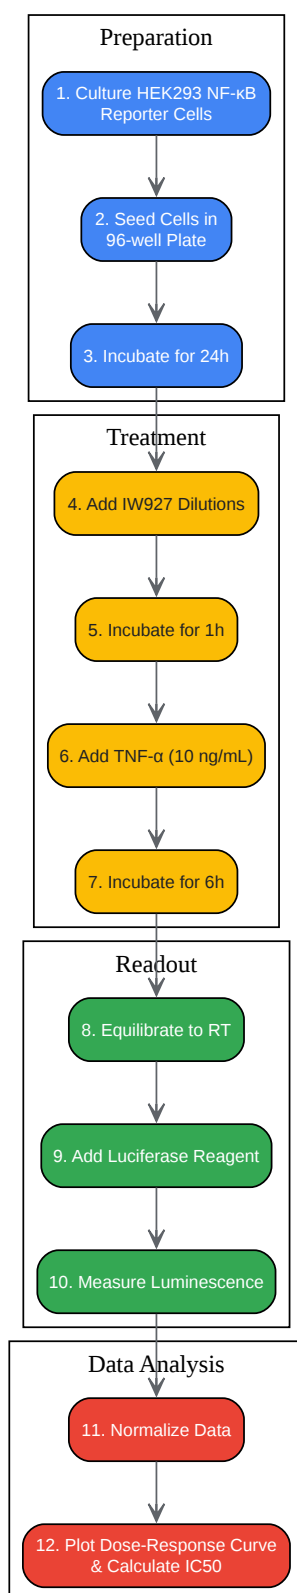 Preparation
1. Culture HEK293 NF-κB
Reporter Cells
2. Seed Cells in
96-well Plate
3. Incubate for 24h
Treatment
4. Add IW927 Dilutions
5. Incubate for 1h
6. Add TNF-α (10 ng/mL)
7. Incubate for 6h
Readout
8. Equilibrate to RT
9. Add Luciferase Reagent
10. Measure Luminescence
Data Analysis
11. Normalize Data
12. Plot Dose-Response Curve
& Calculate IC50